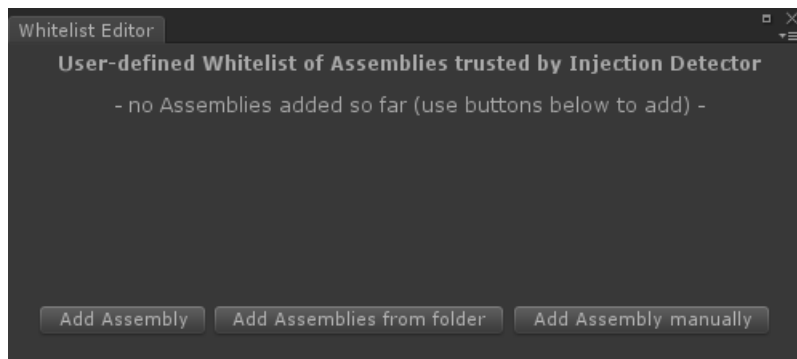 Whitelist Editor
User-defined Whitelist of Assemblies trusted by Injection Detector
- no Assemblies added so far (use buttons below to add) -
Add Assembly Add Assemblies from folder Add Assembly manually